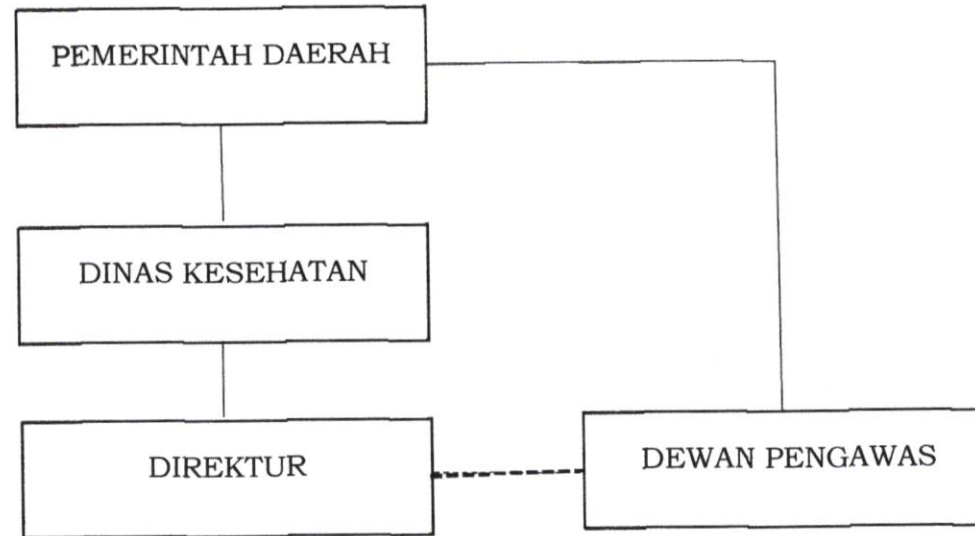 PEMERINTAH DAERAH
DINAS KESEHATAN
DIREKTUR
DEWAN PENGAWAS